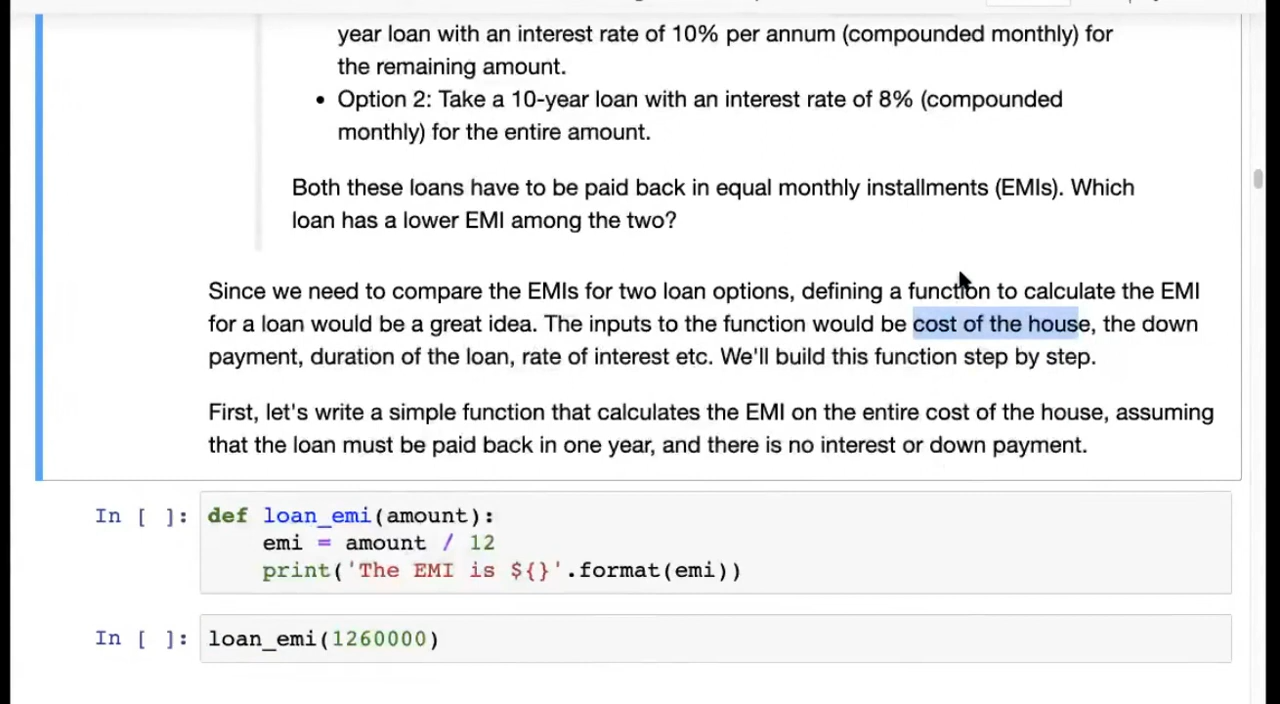 year loan with an interest rate of 10% per annum (compounded monthly) for
the remaining amount.
• Option 2: Take a 10-year loan with an interest rate of 8% (compounded
monthly) for the entire amount.
Both these loans have to be paid back in equal monthly installments (EMIs). Which
loan has a lower EMI among the two?
Since we need to compare the EMIs for two loan options, defining a function to calculate the EMI
for a loan would be a great idea. The inputs to the function would be cost of the house, the down
payment, duration of the loan, rate of interest etc. We'll build this function step by step.
First, let's write a simple function that calculates the EMI on the entire cost of the house, assuming
that the loan must be paid back in one year, and there is no interest or down payment.
In [ ]: def loan_emi(amount):
    emi = amount / 12
    print('The EMI is ${}'.format(emi))
In [ ]: loan_emi(1260000)